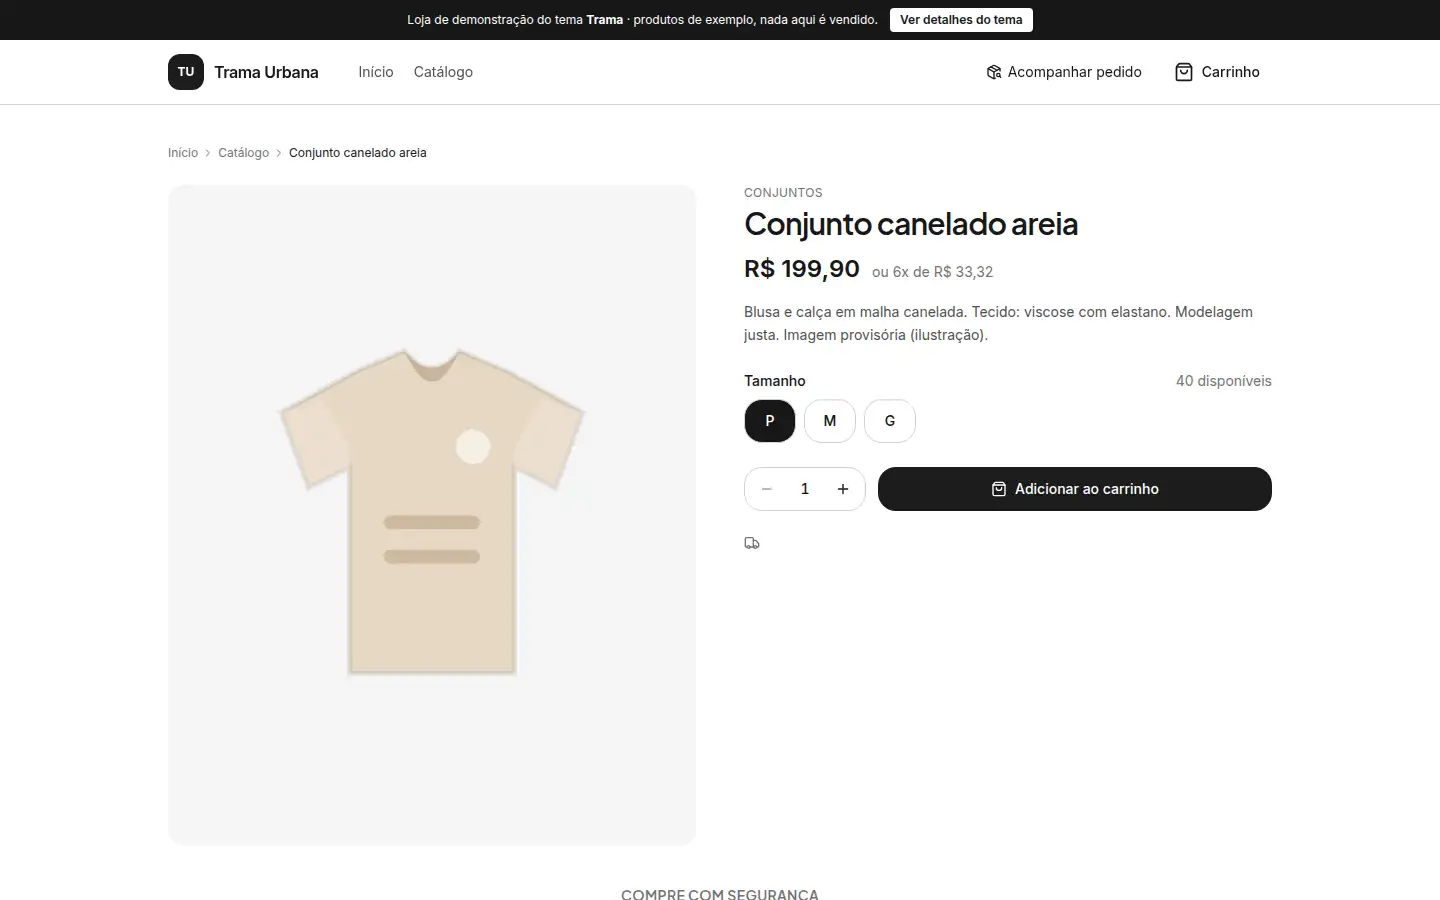 Loja de demonstração do tema Trama · produtos de exemplo, nada aqui é vendido. Ver detalhes do tema
TU Trama Urbana Início Catálogo Acompanhar pedido Carrinho
Início > Catálogo > Conjunto canelado areia
CONJUNTOS
Conjunto canelado areia
R$ 199,90 ou 6x de R$ 33,32
Blusa e calça em malha canelada. Tecido: viscose com elastano. Modelagem
justa. Imagem provisória (ilustração).
Tamanho 40 disponíveis
P M G
− 1 + Adicionar ao carrinho
COMPRE COM SEGURANÇA